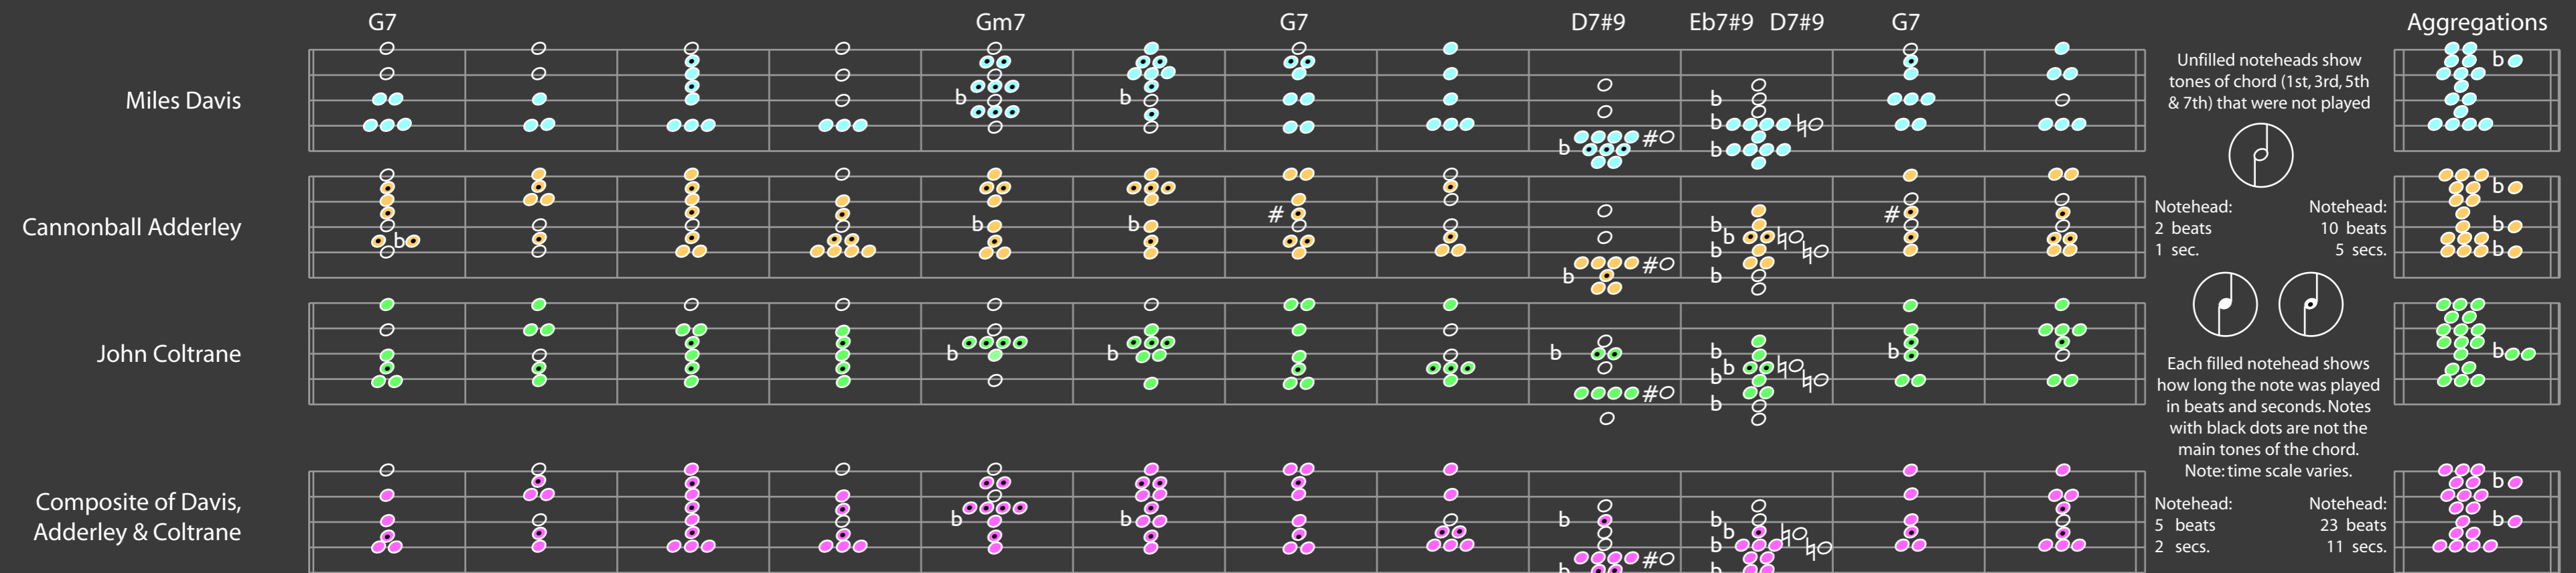 G7 Gm7 G7 D7#9 Eb7#9 D7#9 G7 Aggregations
Miles Davis
Unfilled noteheads show
tones of chord (1st, 3rd, 5th
& 7th) that were not played
b b b # b b b ♮ b b
Cannonball Adderley
b b b # b # b b ♮ b ♮ b # b b b
Notehead: Notehead:
2 beats 10 beats
1 sec. 5 secs.
John Coltrane
b b b # b b ♮ b ♮ b b b
Each filled notehead shows
how long the note was played
in beats and seconds. Notes
with black dots are not the
main tones of the chord.
Note: time scale varies.
Composite of Davis,
Adderley & Coltrane
b b b # b b b ♮ b ♮ b b b
Notehead: Notehead:
5 beats 23 beats
2 secs. 11 secs.